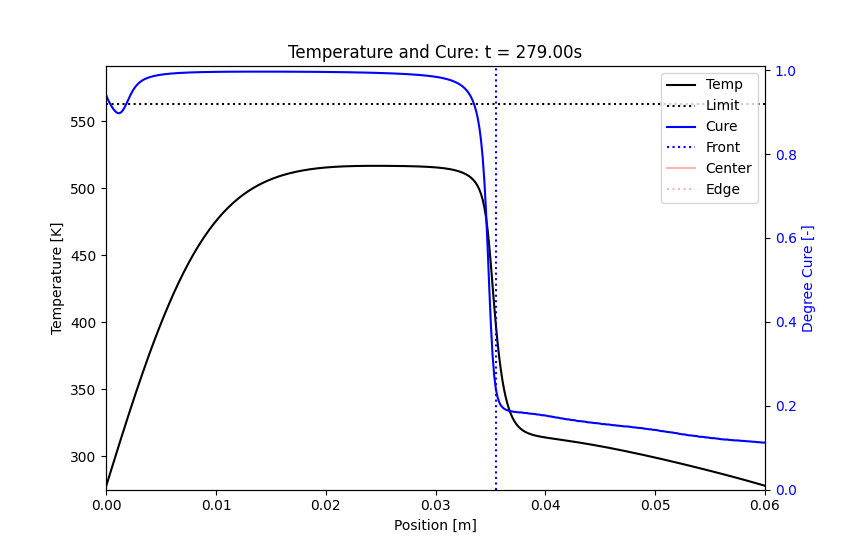 Temperature and Cure: t = 279.00s
Temperature [K]
550
500
450
400
350
300
Temp
Limit
Cure
Front
Center
Edge
1.0
0.8
0.6
0.4
0.2
0.0
Degree Cure [-]
0.00 0.01 0.02 0.03 0.04 0.05 0.06
Position [m]